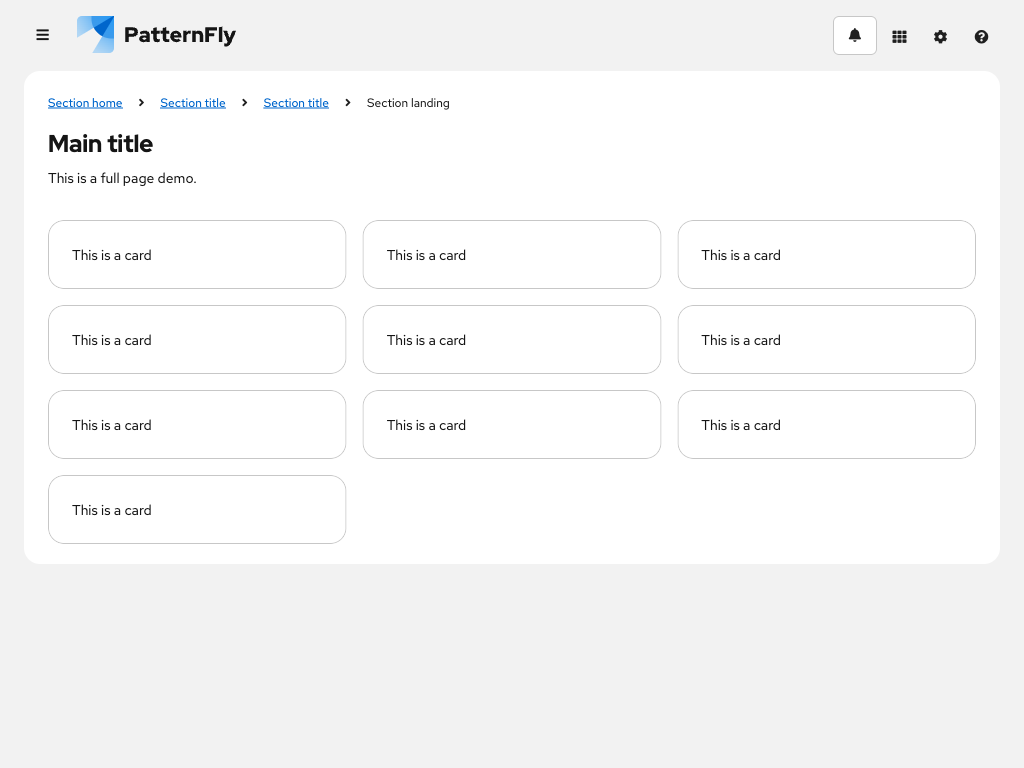 PatternFly
Section home Section title Section title Section landing
Main title
This is a full page demo.
This is a card This is a card This is a card
This is a card This is a card This is a card
This is a card This is a card This is a card
This is a card